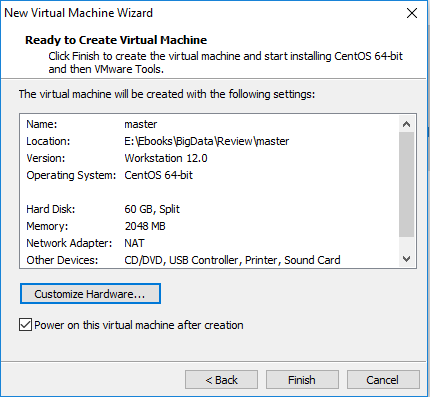 New Virtual Machine Wizard
Ready to Create Virtual Machine
Click Finish to create the virtual machine and start installing CentOS 64-bit
and then VMware Tools.
The virtual machine will be created with the following settings:
Name: master
Location: E:\Ebooks\BigData\Review\master
Version: Workstation 12.0
Operating System: CentOS 64-bit
Hard Disk: 60 GB, Split
Memory: 2048 MB
Network Adapter: NAT
Other Devices: CD/DVD, USB Controller, Printer, Sound Card
Customize Hardware...
Power on this virtual machine after creation
< Back Finish Cancel